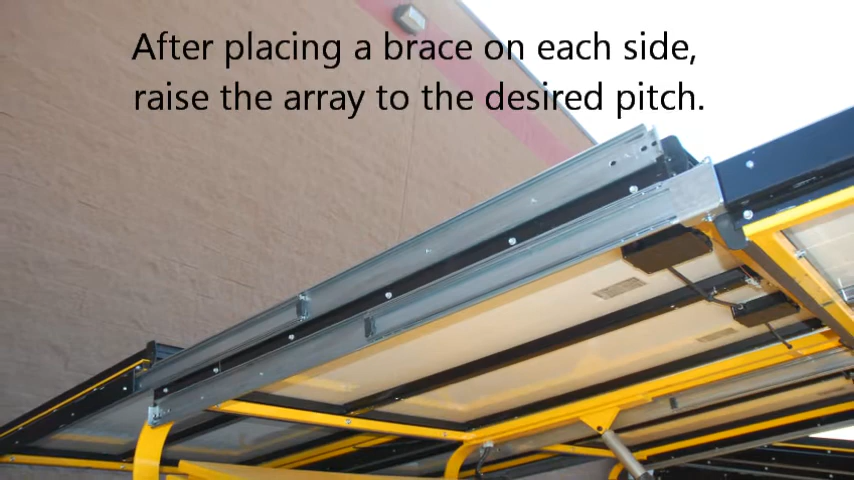 After placing a brace on each side,
raise the array to the desired pitch.